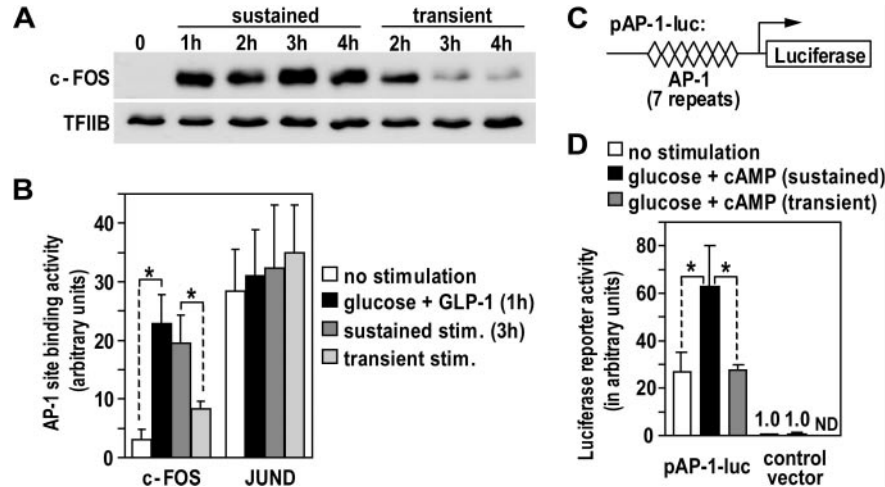 A
sustained
transient
0
1h
2h
3h
4h
2h
3h
4h
c-FOS
TFIIB
B
AP-1 site binding activity
(arbitrary units)
40
30
20
10
0
*
*
c-FOS
JUND
no stimulation
glucose + GLP-1 (1h)
sustained stim. (3h)
transient stim.
C
pAP-1-luc:
Luciferase
AP-1
(7 repeats)
D
no stimulation
glucose + cAMP (sustained)
glucose + cAMP (transient)
Luciferase reporter activity
(in arbitrary units)
80
60
40
20
0
*
*
1.0
1.0
ND
pAP-1-luc
control
vector